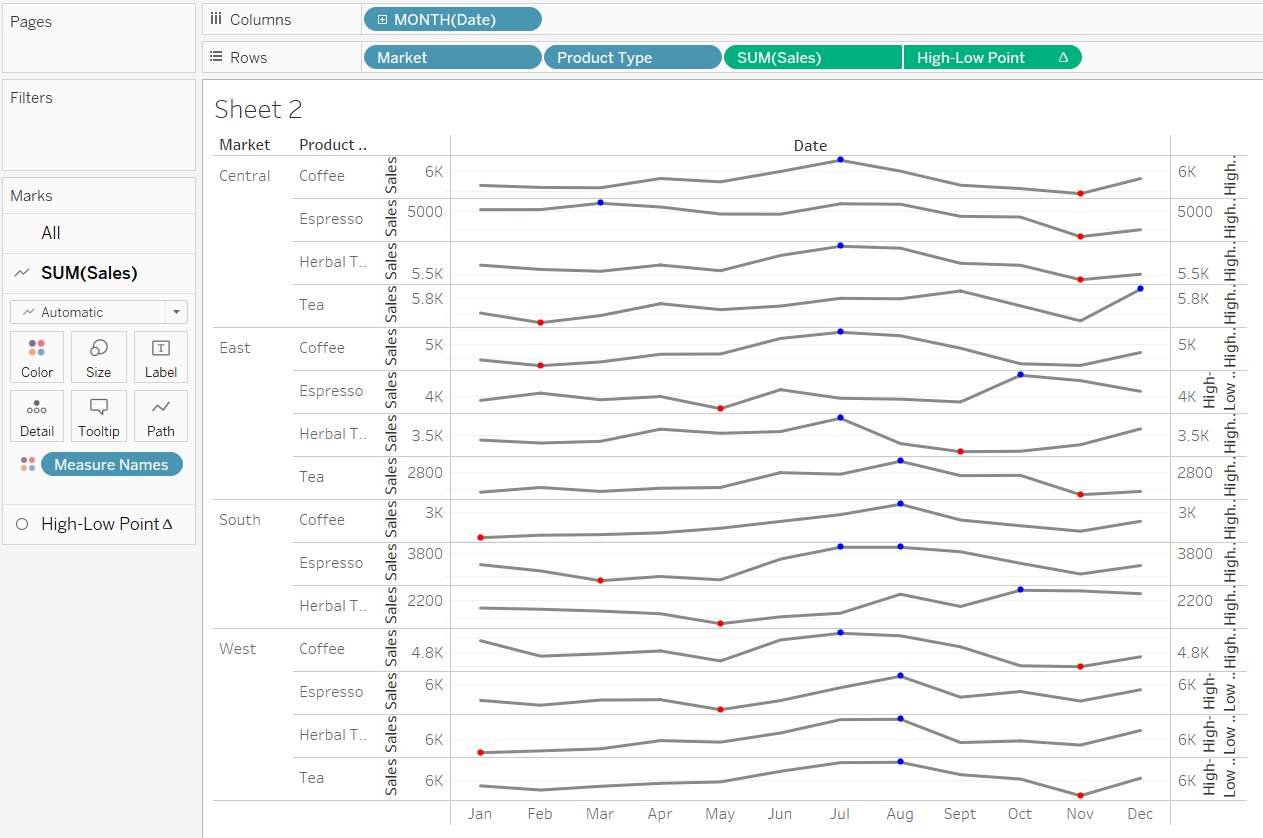 Pages
Columns
MONTH(Date)
Rows
Market
Product Type
SUM(Sales)
High-Low Point Δ
Filters
Marks
All
SUM(Sales)
Automatic
Color
Size
Label
Detail
Tooltip
Path
Measure Names
High-Low Point Δ
Sheet 2
Market
Product ..
Date
Central
Coffee
Sales
6K
6K
High..
Espresso
Sales
5000
5000
High..
Herbal T..
Sales
5.5K
5.5K
High..
Tea
Sales
5.8K
5.8K
High..
East
Coffee
Sales
5K
5K
High..
Espresso
Sales
4K
4K
High-
Low ..
Herbal T..
Sales
3.5K
3.5K
High..
Tea
Sales
2800
2800
High..
South
Coffee
Sales
3K
3K
High..
Espresso
Sales
3800
3800
High..
Herbal T..
Sales
2200
2200
High..
West
Coffee
Sales
4.8K
4.8K
High..
Espresso
Sales
6K
6K
High-
Low ..
Herbal T..
Sales
6K
6K
High-
Low ..
Tea
Sales
6K
6K
High-
Low ..
Jan Feb Mar Apr May Jun Jul Aug Sept Oct Nov Dec